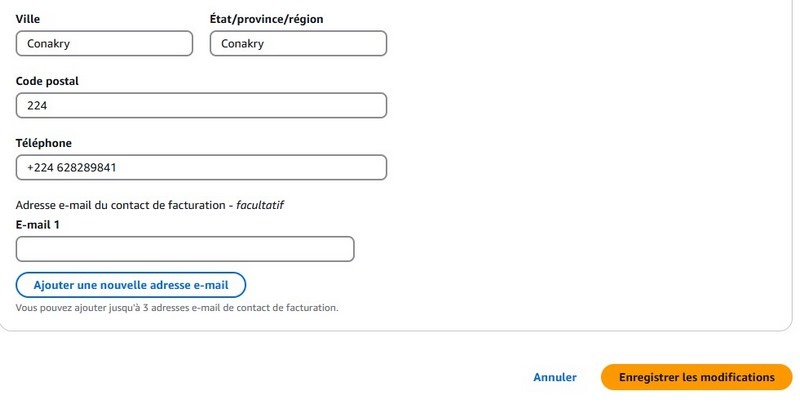 Ville
État/province/région
Conakry
Conakry
Code postal
224
Téléphone
+224 628289841
Adresse e-mail du contact de facturation - facultatif
E-mail 1
Ajouter une nouvelle adresse e-mail
Vous pouvez ajouter jusqu'à 3 adresses e-mail de contact de facturation.
Annuler
Enregistrer les modifications